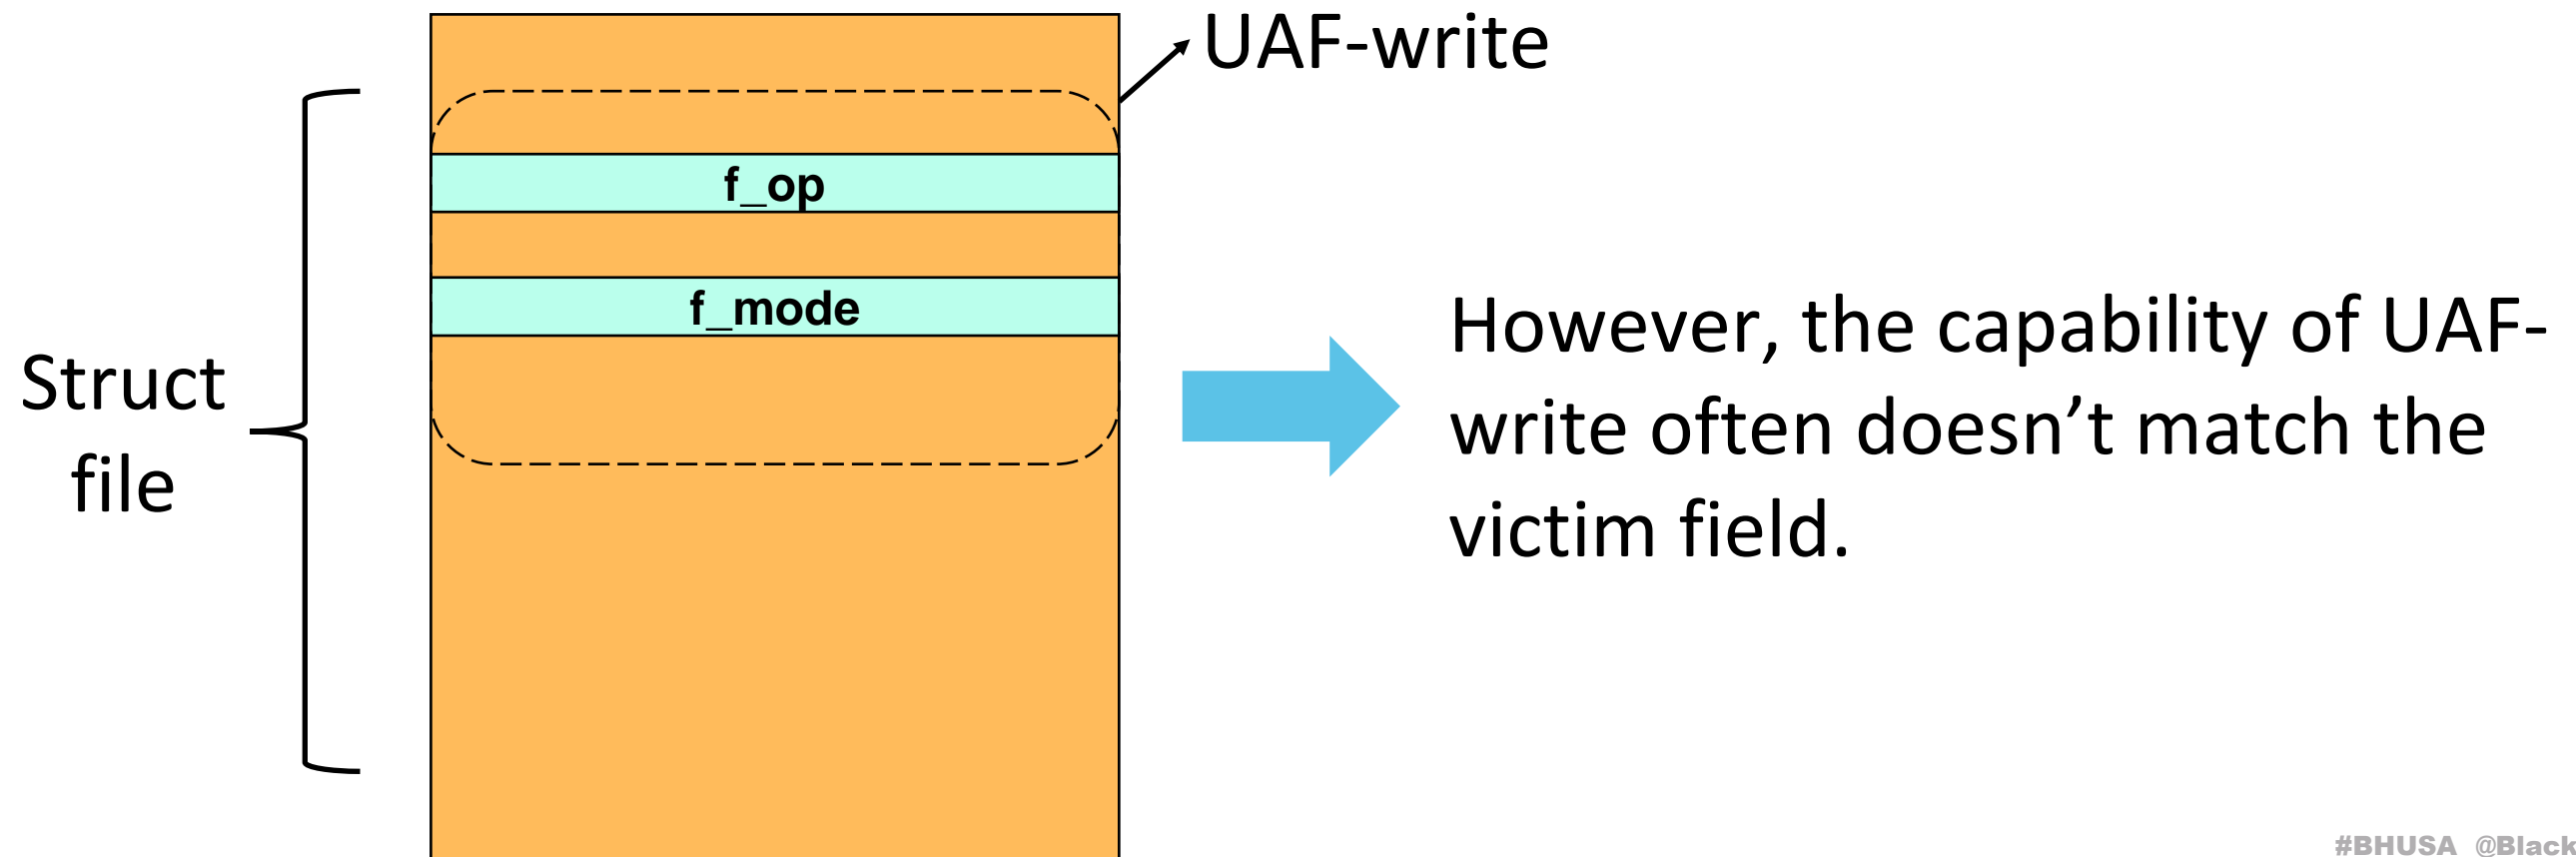 UAF-write
f_op
f_mode
Struct
file
However, the capability of UAF-
write often doesn’t match the
victim field.
#BHUSA @Black